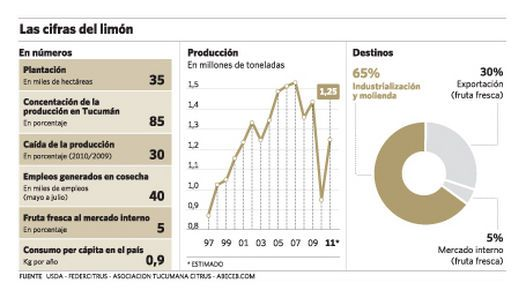 Las cifras del limón
En números
Plantación
En miles de hectáreas
35
Concentación de la
producción en Tucumán
En porcentaje
85
Caída de la producción
En porcentaje (2010/2009)
30
Empleos generados en cosecha
En miles de empleos
(mayo a julio)
40
Fruta fresca al mercado interno
En porcentaje
5
Consumo per cápita en el país
Kg por año
0,9
Producción
En millones de toneladas
1,5
1,4
1,3
1,2
1,1
1,0
0,9
0,8
1,25
97 99 01 03 05 07 09 11*
* ESTIMADO
Destinos
65%
Industrialización
y molienda
30%
Exportación
(fruta fresca)
5%
Mercado interno
(fruta fresca)
FUENTE USDA - FEDERCITRUS - ASOCIACION TUCUMANA CITRUS - ABECEB.COM